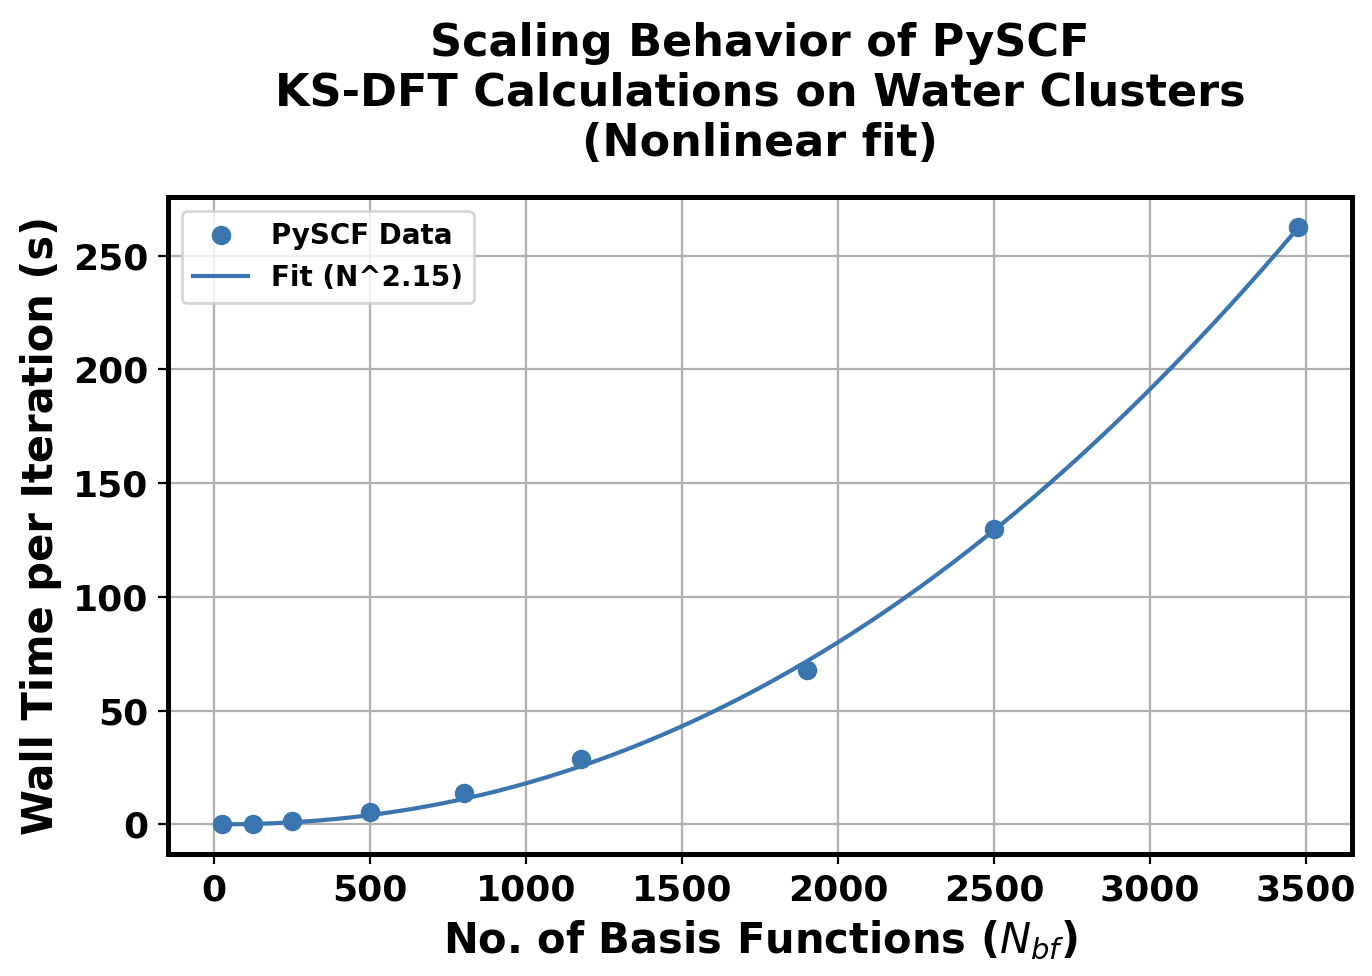 Scaling Behavior of PySCF
KS-DFT Calculations on Water Clusters
(Nonlinear fit)
PySCF Data
Fit (N^2.15)
Wall Time per Iteration (s)
250
200
150
100
50
0
0 500 1000 1500 2000 2500 3000 3500
No. of Basis Functions (N_{bf})